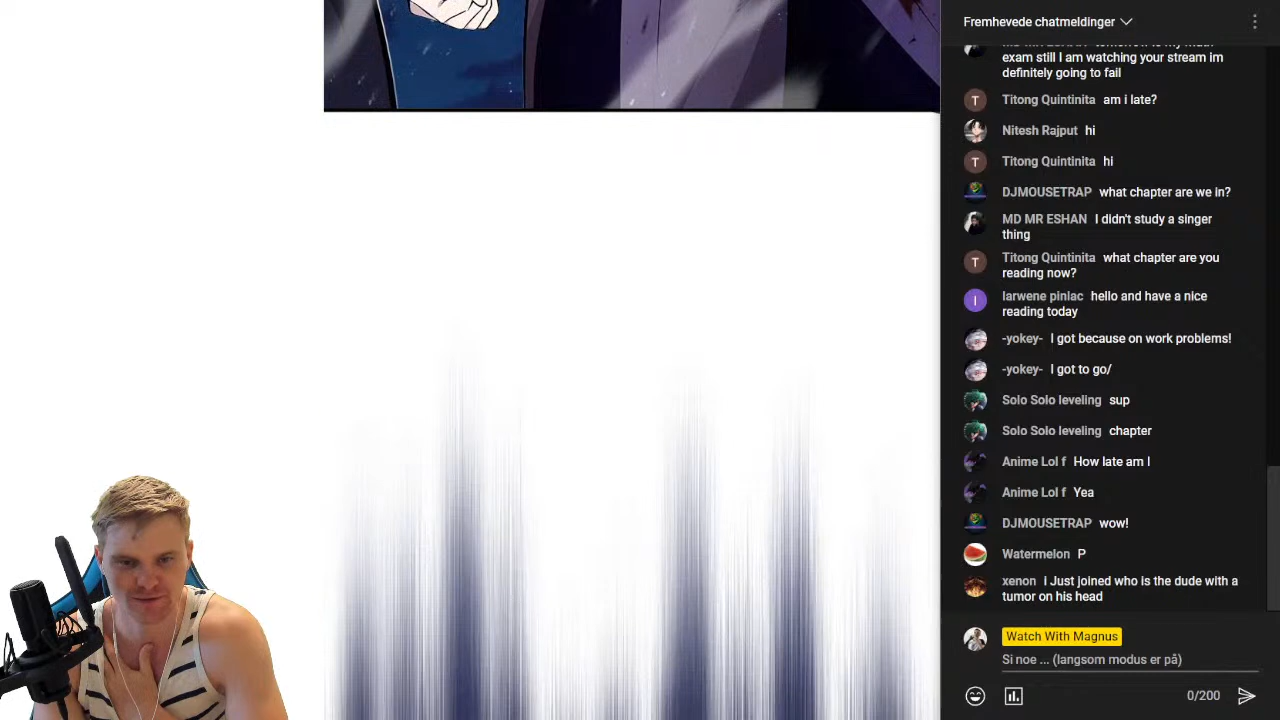 Fremhevede chatmeldinger
exam still I am watching your stream im
definitely going to fail
Titong Quintinita am i late?
Nitesh Rajput hi
T Titong Quintinita hi
DJMOUSETRAP what chapter are we in?
MD MR ESHAN I didn't study a singer
thing
T Titong Quintinita what chapter are you
reading now?
I larwene pinlac hello and have a nice
reading today
-yokey- I got because on work problems!
-yokey- I got to go/
Solo Solo leveling sup
Solo Solo leveling chapter
Anime Lol f How late am I
Anime Lol f Yea
DJMOUSETRAP wow!
Watermelon P
xenon i Just joined who is the dude with a
tumor on his head
Watch With Magnus
Si noe ... (langsom modus er på)
0/200